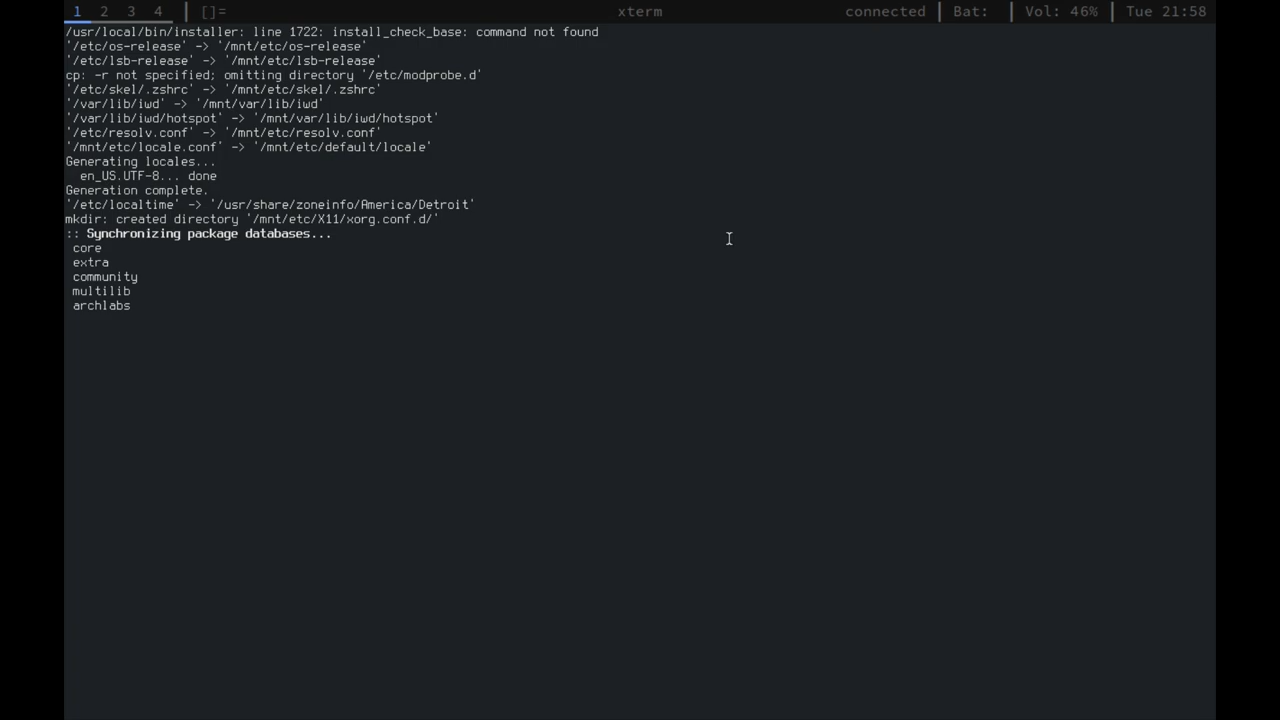 1 2 3 4 | []= xterm connected | Bat: | Vol: 46% | Tue 21:58
/usr/local/bin/installer: line 1722: install_check_base: command not found
'/etc/os-release' -> '/mnt/etc/os-release'
'/etc/lsb-release' -> '/mnt/etc/lsb-release'
cp: -r not specified; omitting directory '/etc/modprobe.d'
'/etc/skel/.zshrc' -> '/mnt/etc/skel/.zshrc'
'/var/lib/iwd' -> '/mnt/var/lib/iwd'
'/var/lib/iwd/hotspot' -> '/mnt/var/lib/iwd/hotspot'
'/etc/resolv.conf' -> '/mnt/etc/resolv.conf'
'/mnt/etc/locale.conf' -> '/mnt/etc/default/locale'
Generating locales...
  en_US.UTF-8... done
Generation complete.
'/etc/localtime' -> '/usr/share/zoneinfo/America/Detroit'
mkdir: created directory '/mnt/etc/X11/xorg.conf.d/'
:: Synchronizing package databases...
 core
 extra
 community
 multilib
 archlabs